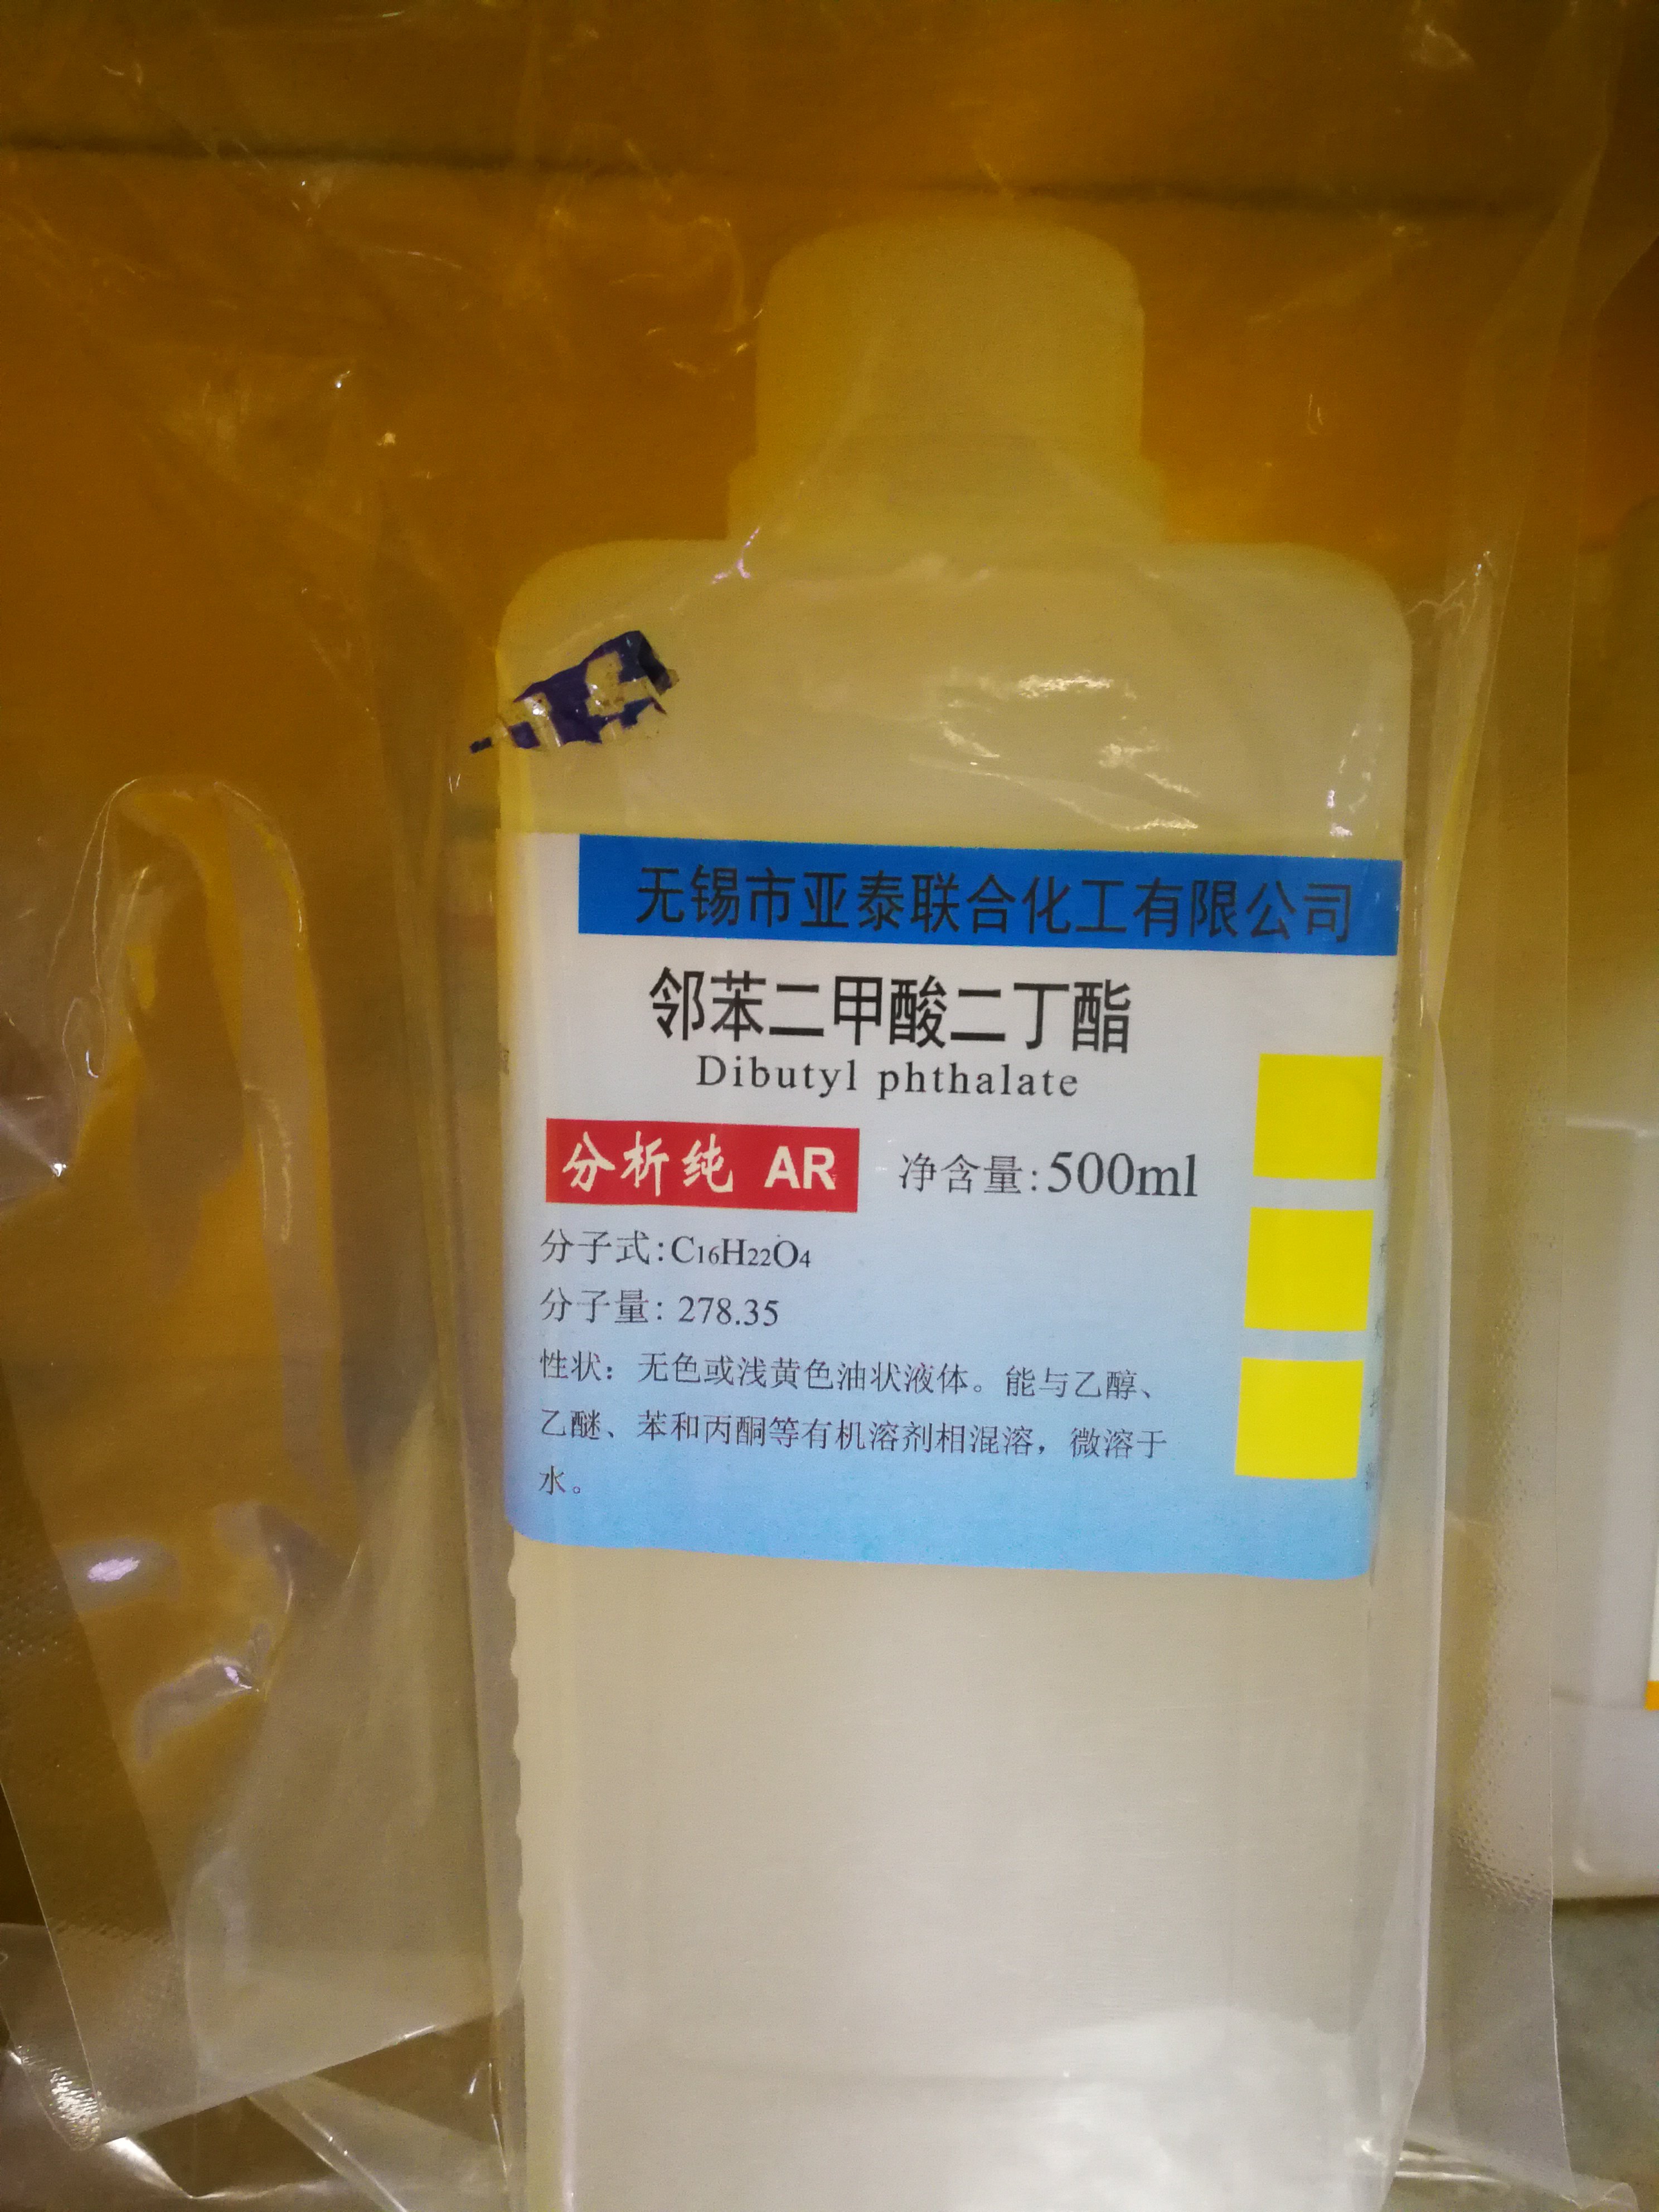 无锡市亚泰联合化工有限公司
邻苯二甲酸二丁酯
Dibutyl phthalate
分析纯 AR
净含量:500ml
分子式:C₁₆H₂₂O₄
分子量: 278.35
性状: 无色或浅黄色油状液体。能与乙醇、
乙醚、苯和丙酮等有机溶剂相混溶，微溶于
水。